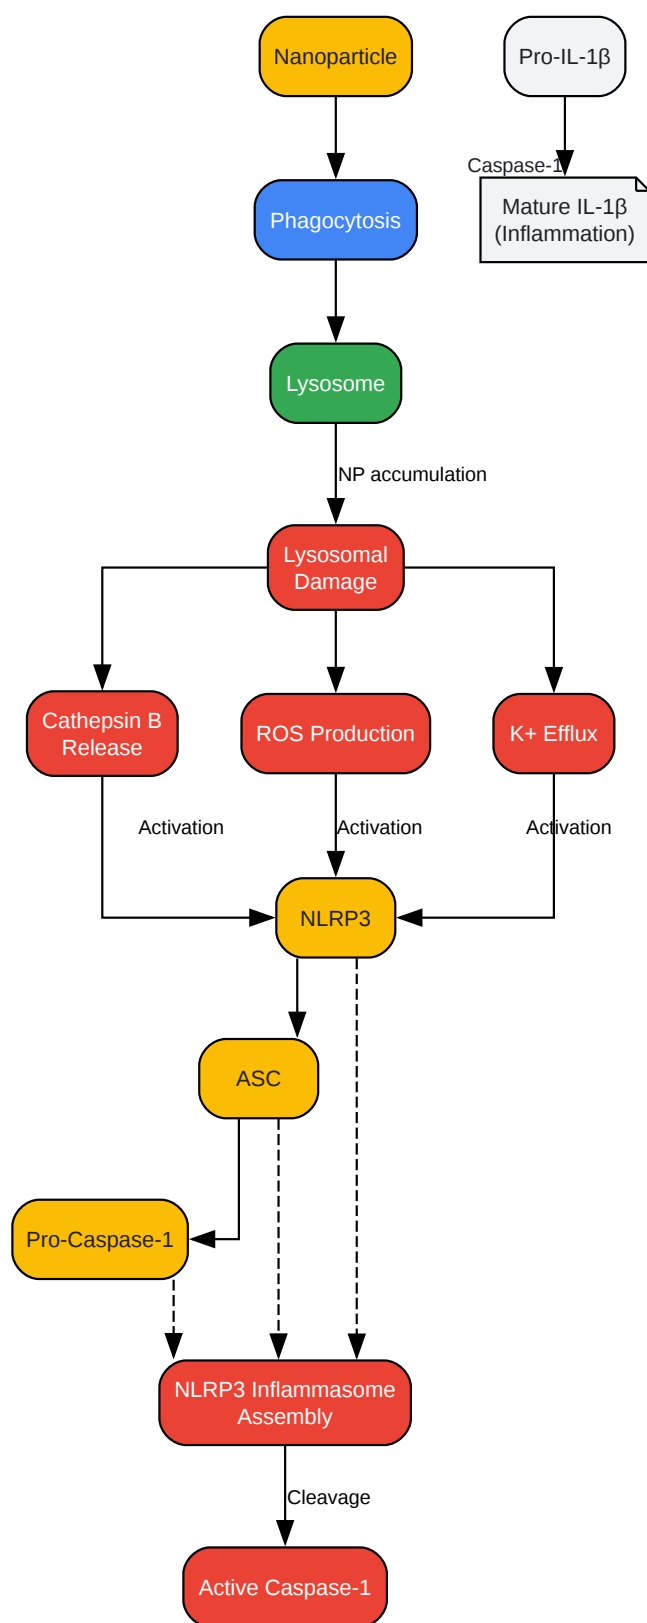 Nanoparticle
Pro-IL-1β
Caspase-1
Phagocytosis
Mature IL-1β
(Inflammation)
Lysosome
NP accumulation
Lysosomal
Damage
Cathepsin B
Release
ROS Production
K+ Efflux
Activation
Activation
Activation
NLRP3
ASC
Pro-Caspase-1
NLRP3 Inflammasome
Assembly
Cleavage
Active Caspase-1